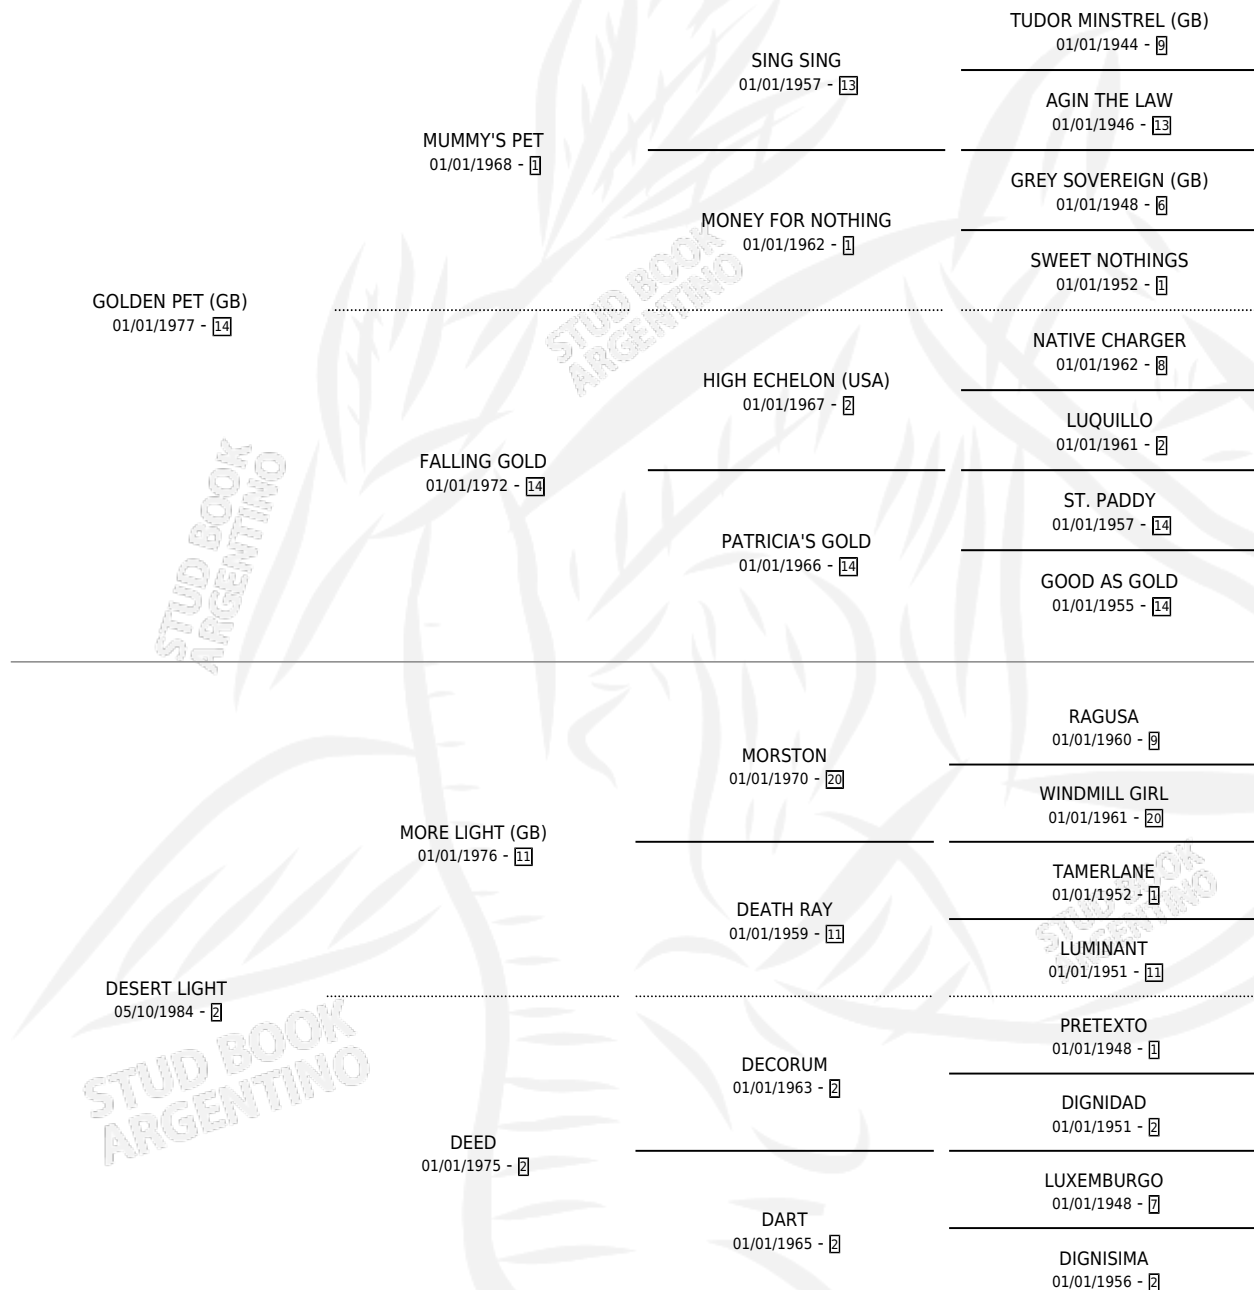 TUDOR MINSTREL (GB)
01/01/1944 - 9
SING SING
01/01/1957 - 13
AGIN THE LAW
01/01/1946 - 13
MUMMY'S PET
01/01/1968 - 1
GREY SOVEREIGN (GB)
01/01/1948 - 6
MONEY FOR NOTHING
01/01/1962 - 1
SWEET NOTHINGS
01/01/1952 - 1
GOLDEN PET (GB)
01/01/1977 - 14
NATIVE CHARGER
01/01/1962 - 8
HIGH ECHELON (USA)
01/01/1967 - 2
LUQUILLO
01/01/1961 - 2
FALLING GOLD
01/01/1972 - 14
ST. PADDY
01/01/1957 - 14
PATRICIA'S GOLD
01/01/1966 - 14
GOOD AS GOLD
01/01/1955 - 14
RAGUSA
01/01/1960 - 9
MORSTON
01/01/1970 - 20
WINDMILL GIRL
01/01/1961 - 20
MORE LIGHT (GB)
01/01/1976 - 11
TAMERLANE
01/01/1952 - 1
DEATH RAY
01/01/1959 - 11
LUMINANT
01/01/1951 - 11
DESERT LIGHT
05/10/1984 - 2
PRETEXTO
01/01/1948 - 1
DECORUM
01/01/1963 - 2
DIGNIDAD
01/01/1951 - 2
DEED
01/01/1975 - 2
LUXEMBURGO
01/01/1948 - 7
DART
01/01/1965 - 2
DIGNISIMA
01/01/1956 - 2
STUD BOOK
ARGENTINO
STUD BOOK
ARGENTINO
STUD BOOK
ARGENTINO
STUD BOOK
ARGENTINO